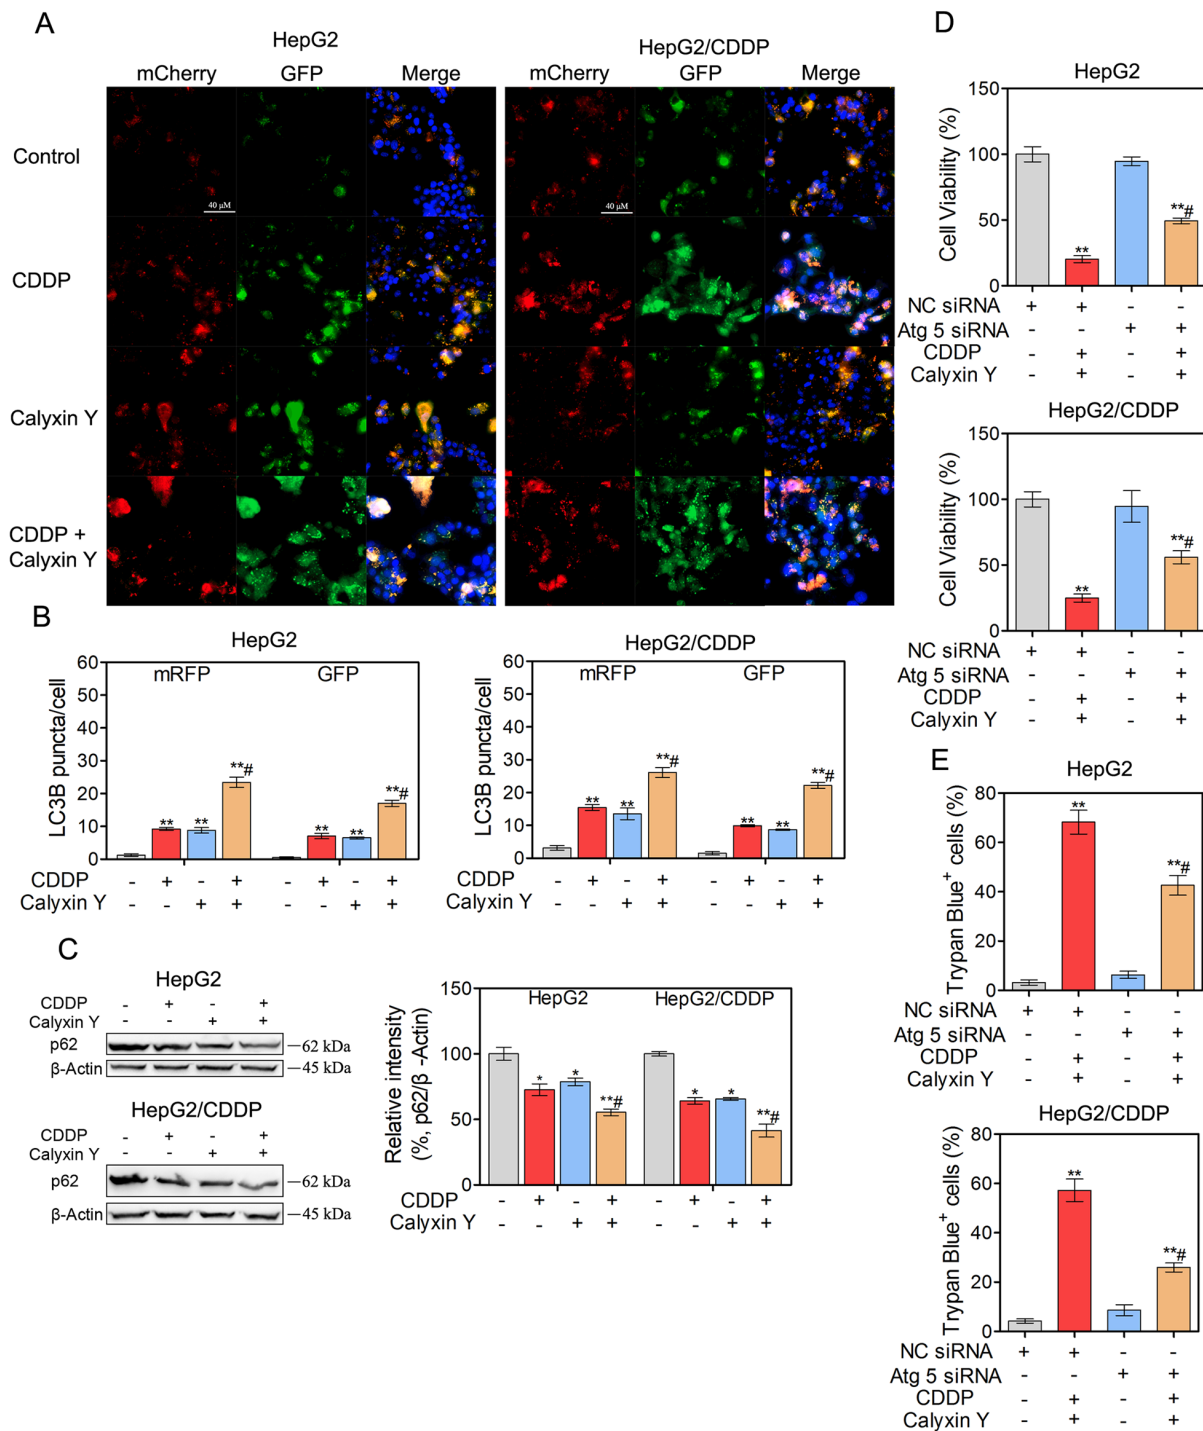 A
HepG2
HepG2/CDDP
mCherry GFP Merge
mCherry GFP Merge
Control
40 μM
40 μM
CDDP
Calyxin Y
CDDP +
Calyxin Y
B
HepG2
mRFP GFP
LC3B puncta/cell
60
50
40
30
20
10
0
** ** **# ** ** **#
CDDP - + - + - + - +
Calyxin Y - - + + - - + +
HepG2/CDDP
mRFP GFP
LC3B puncta/cell
60
50
40
30
20
10
0
** ** **# ** ** **#
CDDP - + - + - + - +
Calyxin Y - - + + - - + +
C
HepG2
CDDP - + - +
Calyxin Y - - + +
p62 —62 kDa
β-Actin —45 kDa
HepG2/CDDP
CDDP - + - +
Calyxin Y - - + +
p62 —62 kDa
β-Actin —45 kDa
Relative intensity
(%, p62/β -Actin)
150
100
50
0
HepG2 HepG2/CDDP
* * **# * * **#
CDDP - + - + - + - +
Calyxin Y - - + + - - + +
D
HepG2
Cell Viability (%)
150
100
50
0
** **#
NC siRNA + + - -
Atg 5 siRNA - - + +
CDDP - + - +
Calyxin Y - + - +
HepG2/CDDP
Cell Viability (%)
150
100
50
0
** **#
NC siRNA + + - -
Atg 5 siRNA - - + +
CDDP - + - +
Calyxin Y - + - +
E
HepG2
Trypan Blue+ cells (%)
80
60
40
20
0
** **#
NC siRNA + + - -
Atg 5 siRNA - - + +
CDDP - + - +
Calyxin Y - + - +
HepG2/CDDP
Trypan Blue+ cells (%)
80
60
40
20
0
** **#
NC siRNA + + - -
Atg 5 siRNA - - + +
CDDP - + - +
Calyxin Y - + - +